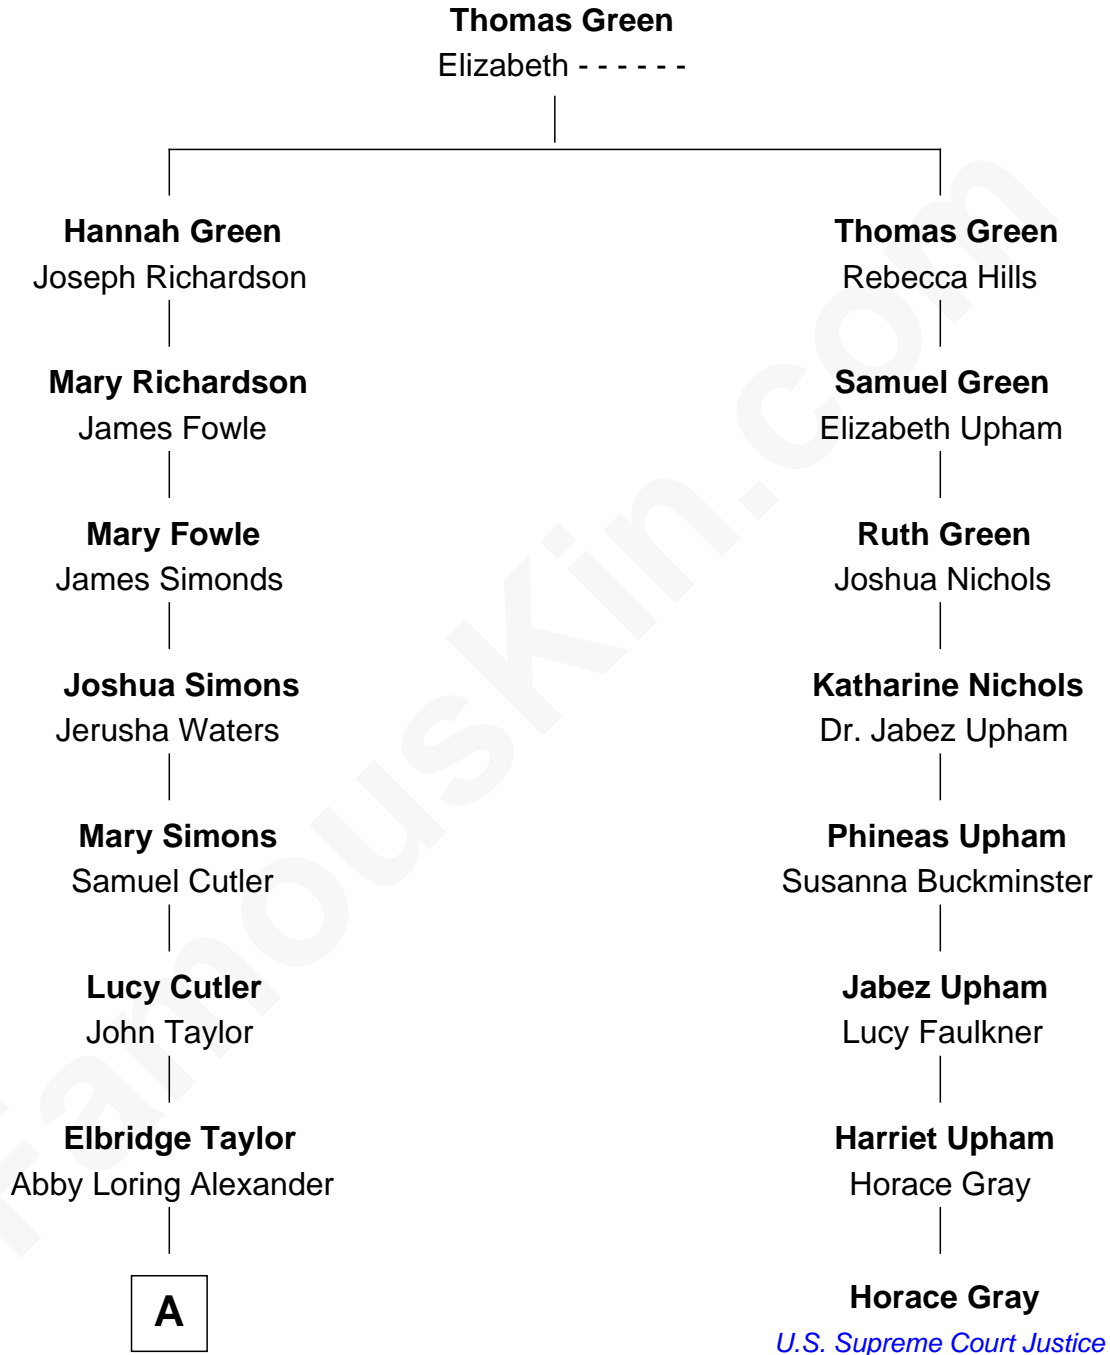 Thomas Green
Elizabeth - - - - - -
Hannah Green
Joseph Richardson
Thomas Green
Rebecca Hills
Mary Richardson
James Fowle
Samuel Green
Elizabeth Upham
Mary Fowle
James Simonds
Ruth Green
Joshua Nichols
Joshua Simons
Jerusha Waters
Katharine Nichols
Dr. Jabez Upham
Mary Simons
Samuel Cutler
Phineas Upham
Susanna Buckminster
Lucy Cutler
John Taylor
Jabez Upham
Lucy Faulkner
Elbridge Taylor
Abby Loring Alexander
Harriet Upham
Horace Gray
A
Horace Gray
U.S. Supreme Court Justice
FamousKin.com